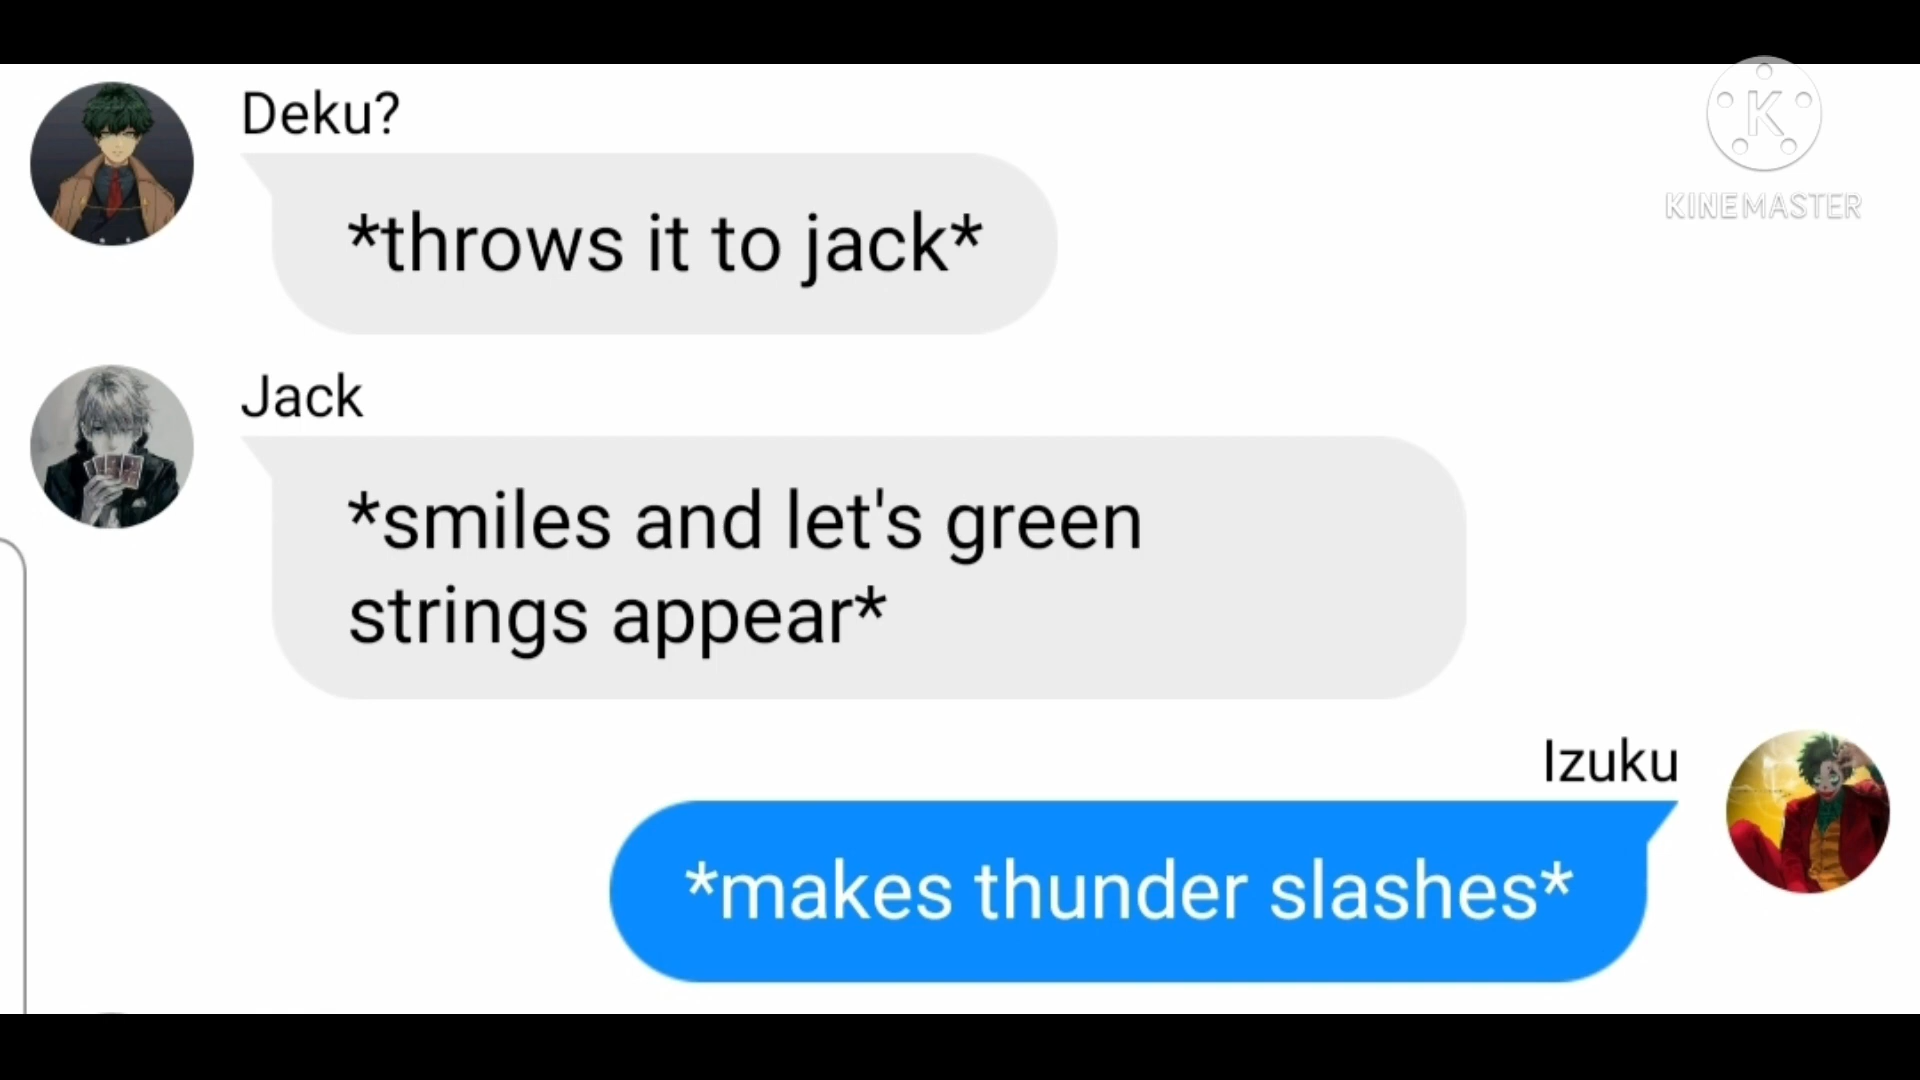 Deku?
*throws it to jack*
K
KINEMASTER
Jack
*smiles and let's green
strings appear*
Izuku
*makes thunder slashes*